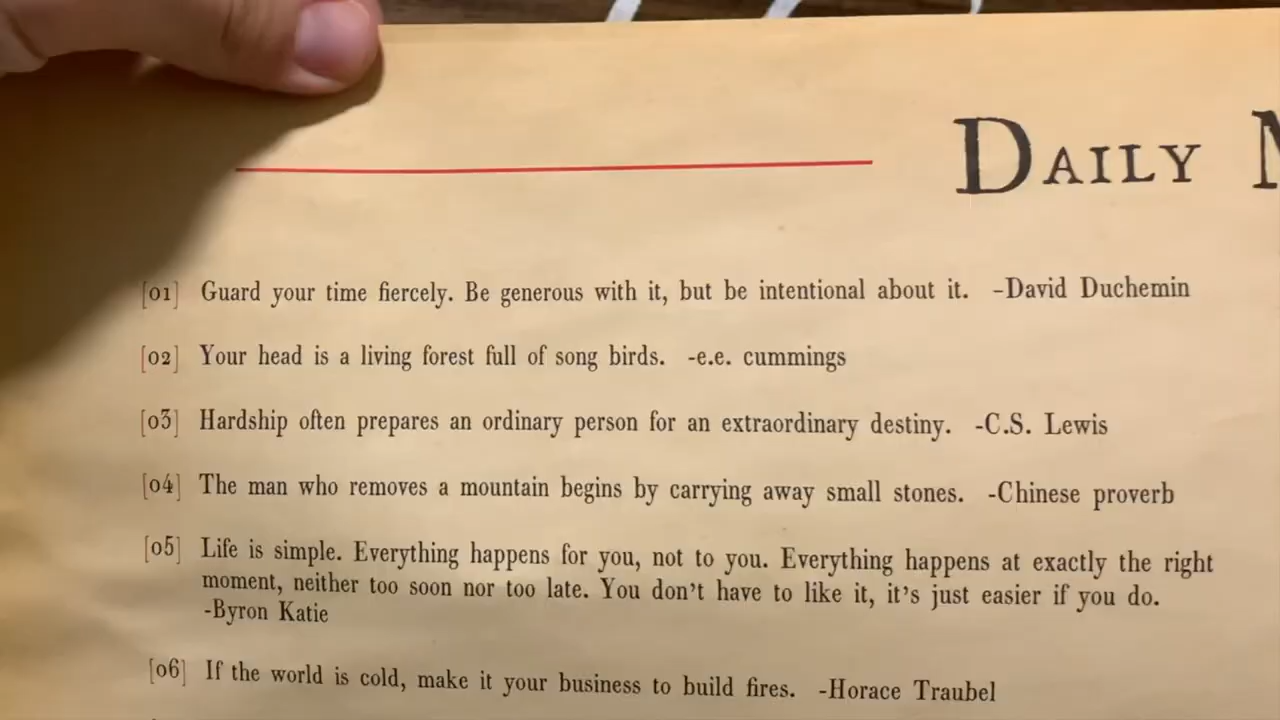 DAILY
[01] Guard your time fiercely. Be generous with it, but be intentional about it. -David Duchemin
[02] Your head is a living forest full of song birds. -e.e. cummings
[03] Hardship often prepares an ordinary person for an extraordinary destiny. -C.S. Lewis
[04] The man who removes a mountain begins by carrying away small stones. -Chinese proverb
[05] Life is simple. Everything happens for you, not to you. Everything happens at exactly the right
moment, neither too soon nor too late. You don't have to like it, it's just easier if you do.
-Byron Katie
[06] If the world is cold, make it your business to build fires. -Horace Traubel